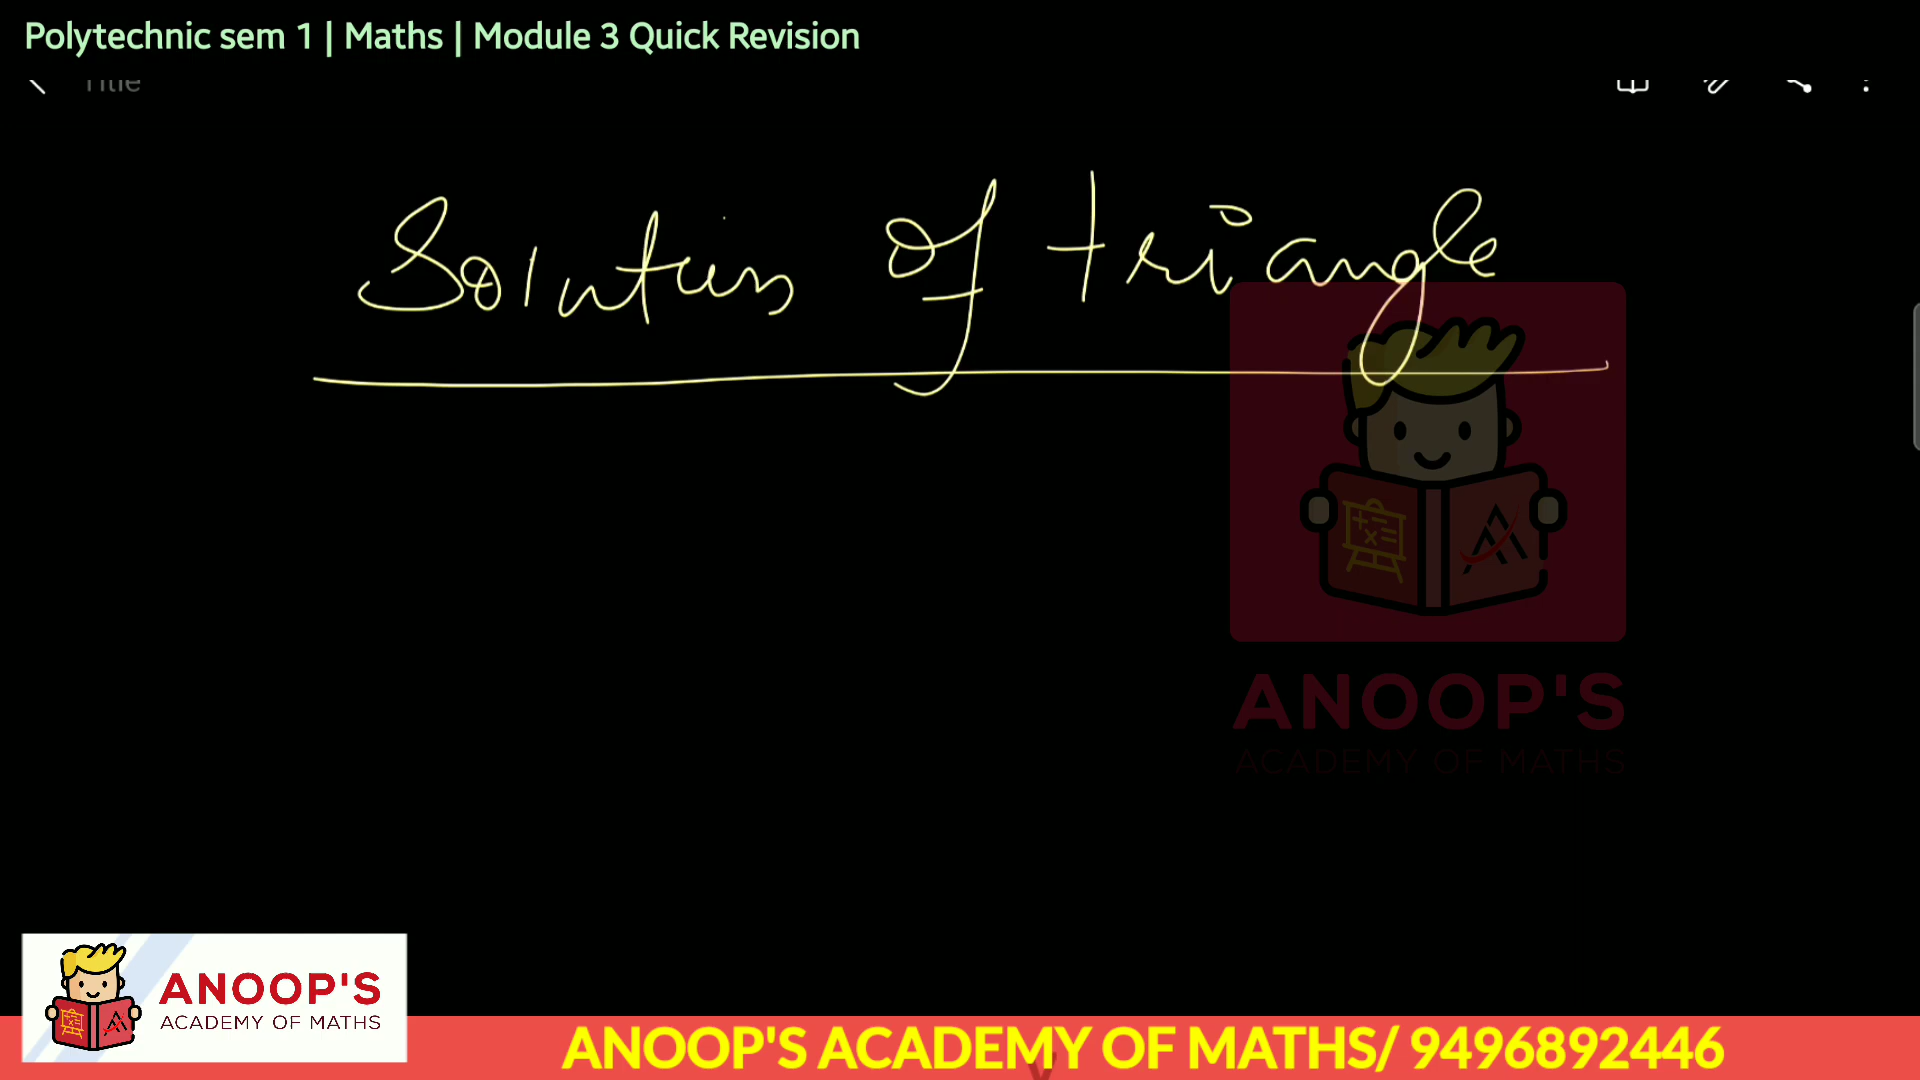 Polytechnic sem 1 | Maths | Module 3 Quick Revision
Title
Solution of triangle
ANOOP'S
ACADEMY OF MATHS
ANOOP'S
ACADEMY OF MATHS
ANOOP'S ACADEMY OF MATHS/ 9496892446